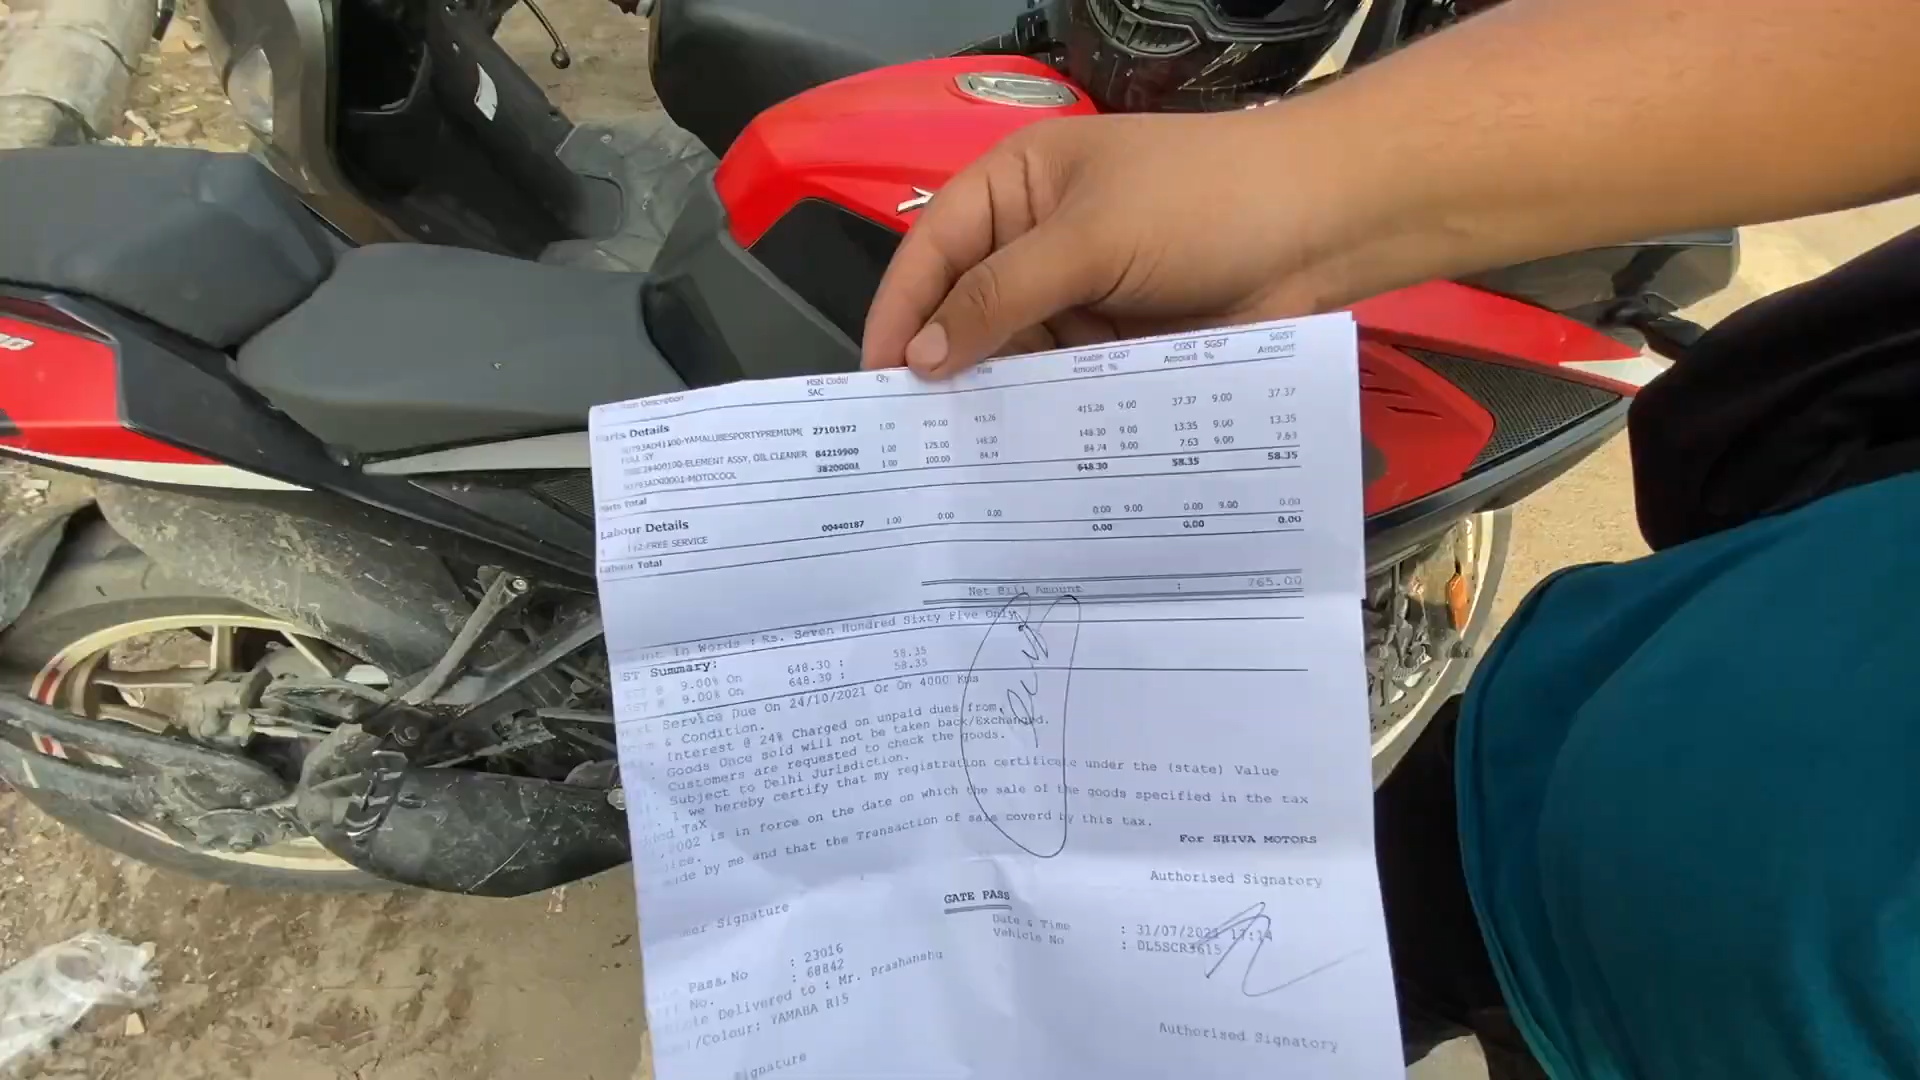 HSN Code/ Qty Taxable CGST CGST SGST SGST
Description SAC Amount % Amount % Amount
Parts Details
YAMALUBESPORTYPREMIUM( 27101972 1.00 490.00 415.26 415.26 9.00 37.37 9.00 37.37
FULL SY
ELEMENT ASSY, OIL CLEANER 84219900 1.00 175.00 148.30 148.30 9.00 13.35 9.00 13.35
MOTOCOOL 38200001 1.00 100.00 84.74 84.74 9.00 7.63 9.00 7.63
Parts Total 648.30 58.35 58.35
Labour Details
FREE SERVICE 00440187 1.00 0.00 0.00 0.00 9.00 0.00 9.00 0.00
Labour Total 0.00 0.00 0.00
Net Bill Amount : 765.00
In Words : Rs. Seven Hundred Sixty Five Only
Summary:
9.00% On 648.30 : 58.35
9.00% On 648.30 : 58.35
Service Due On 24/10/2021 Or On 4000 Kms
& Condition.
Interest @ 24% Charged on unpaid dues from.
Goods Once sold will not be taken back/Exchanged.
Customers are requested to check the goods.
Subject to Delhi Jurisdiction.
I we hereby certify that my registration certificate under the (state) Value
Tax
2002 is in force on the date on which the sale of the goods specified in the tax
made by me and that the Transaction of sale coverd by this tax.
For SRIVA MOTORS
Authorised Signatory
Signature
GATE PASS
Pass.No : 23016 Date & Time : 31/07/2021 17:14
No. : 68842 Vehicle No : DL5SCR3615
Delivered to : Mr. Prashanshu
/Colour: YAMAHA R15
Signature Authorised Signatory